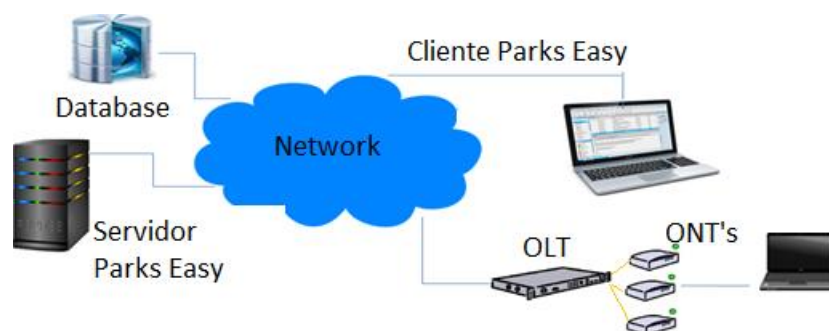 Cliente Parks Easy
Database
Network
Servidor
Parks Easy
OLT
ONT's